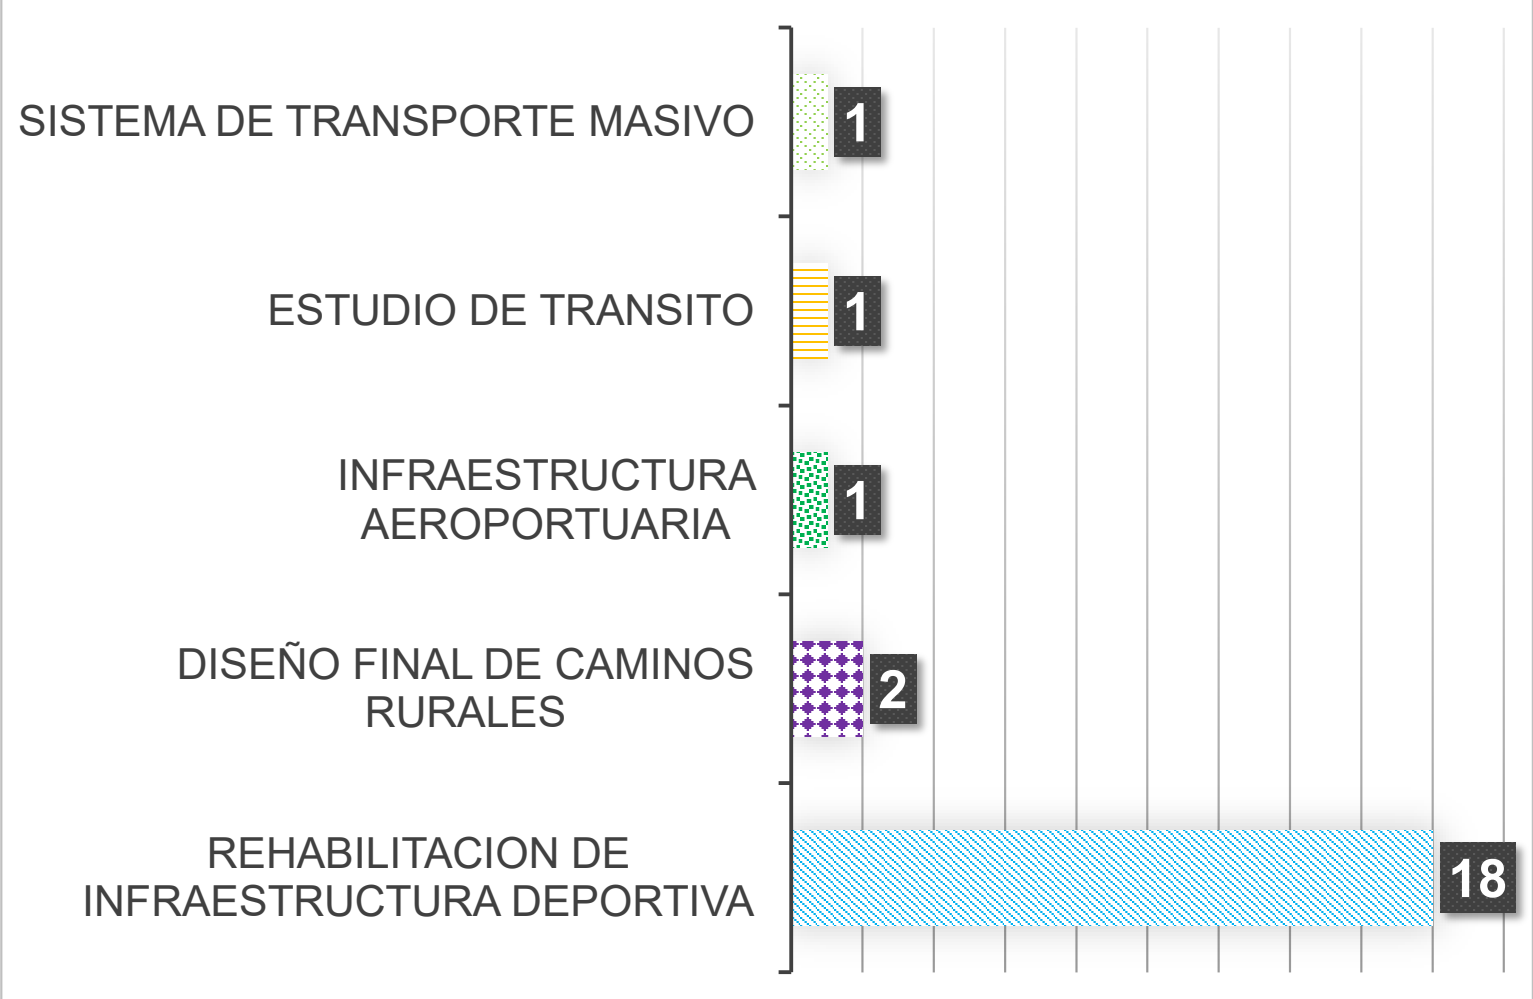 SISTEMA DE TRANSPORTE MASIVO
1
ESTUDIO DE TRANSITO
1
INFRAESTRUCTURA
AEROPORTUARIA
1
DISEÑO FINAL DE CAMINOS
RURALES
2
REHABILITACION DE
INFRAESTRUCTURA DEPORTIVA
18